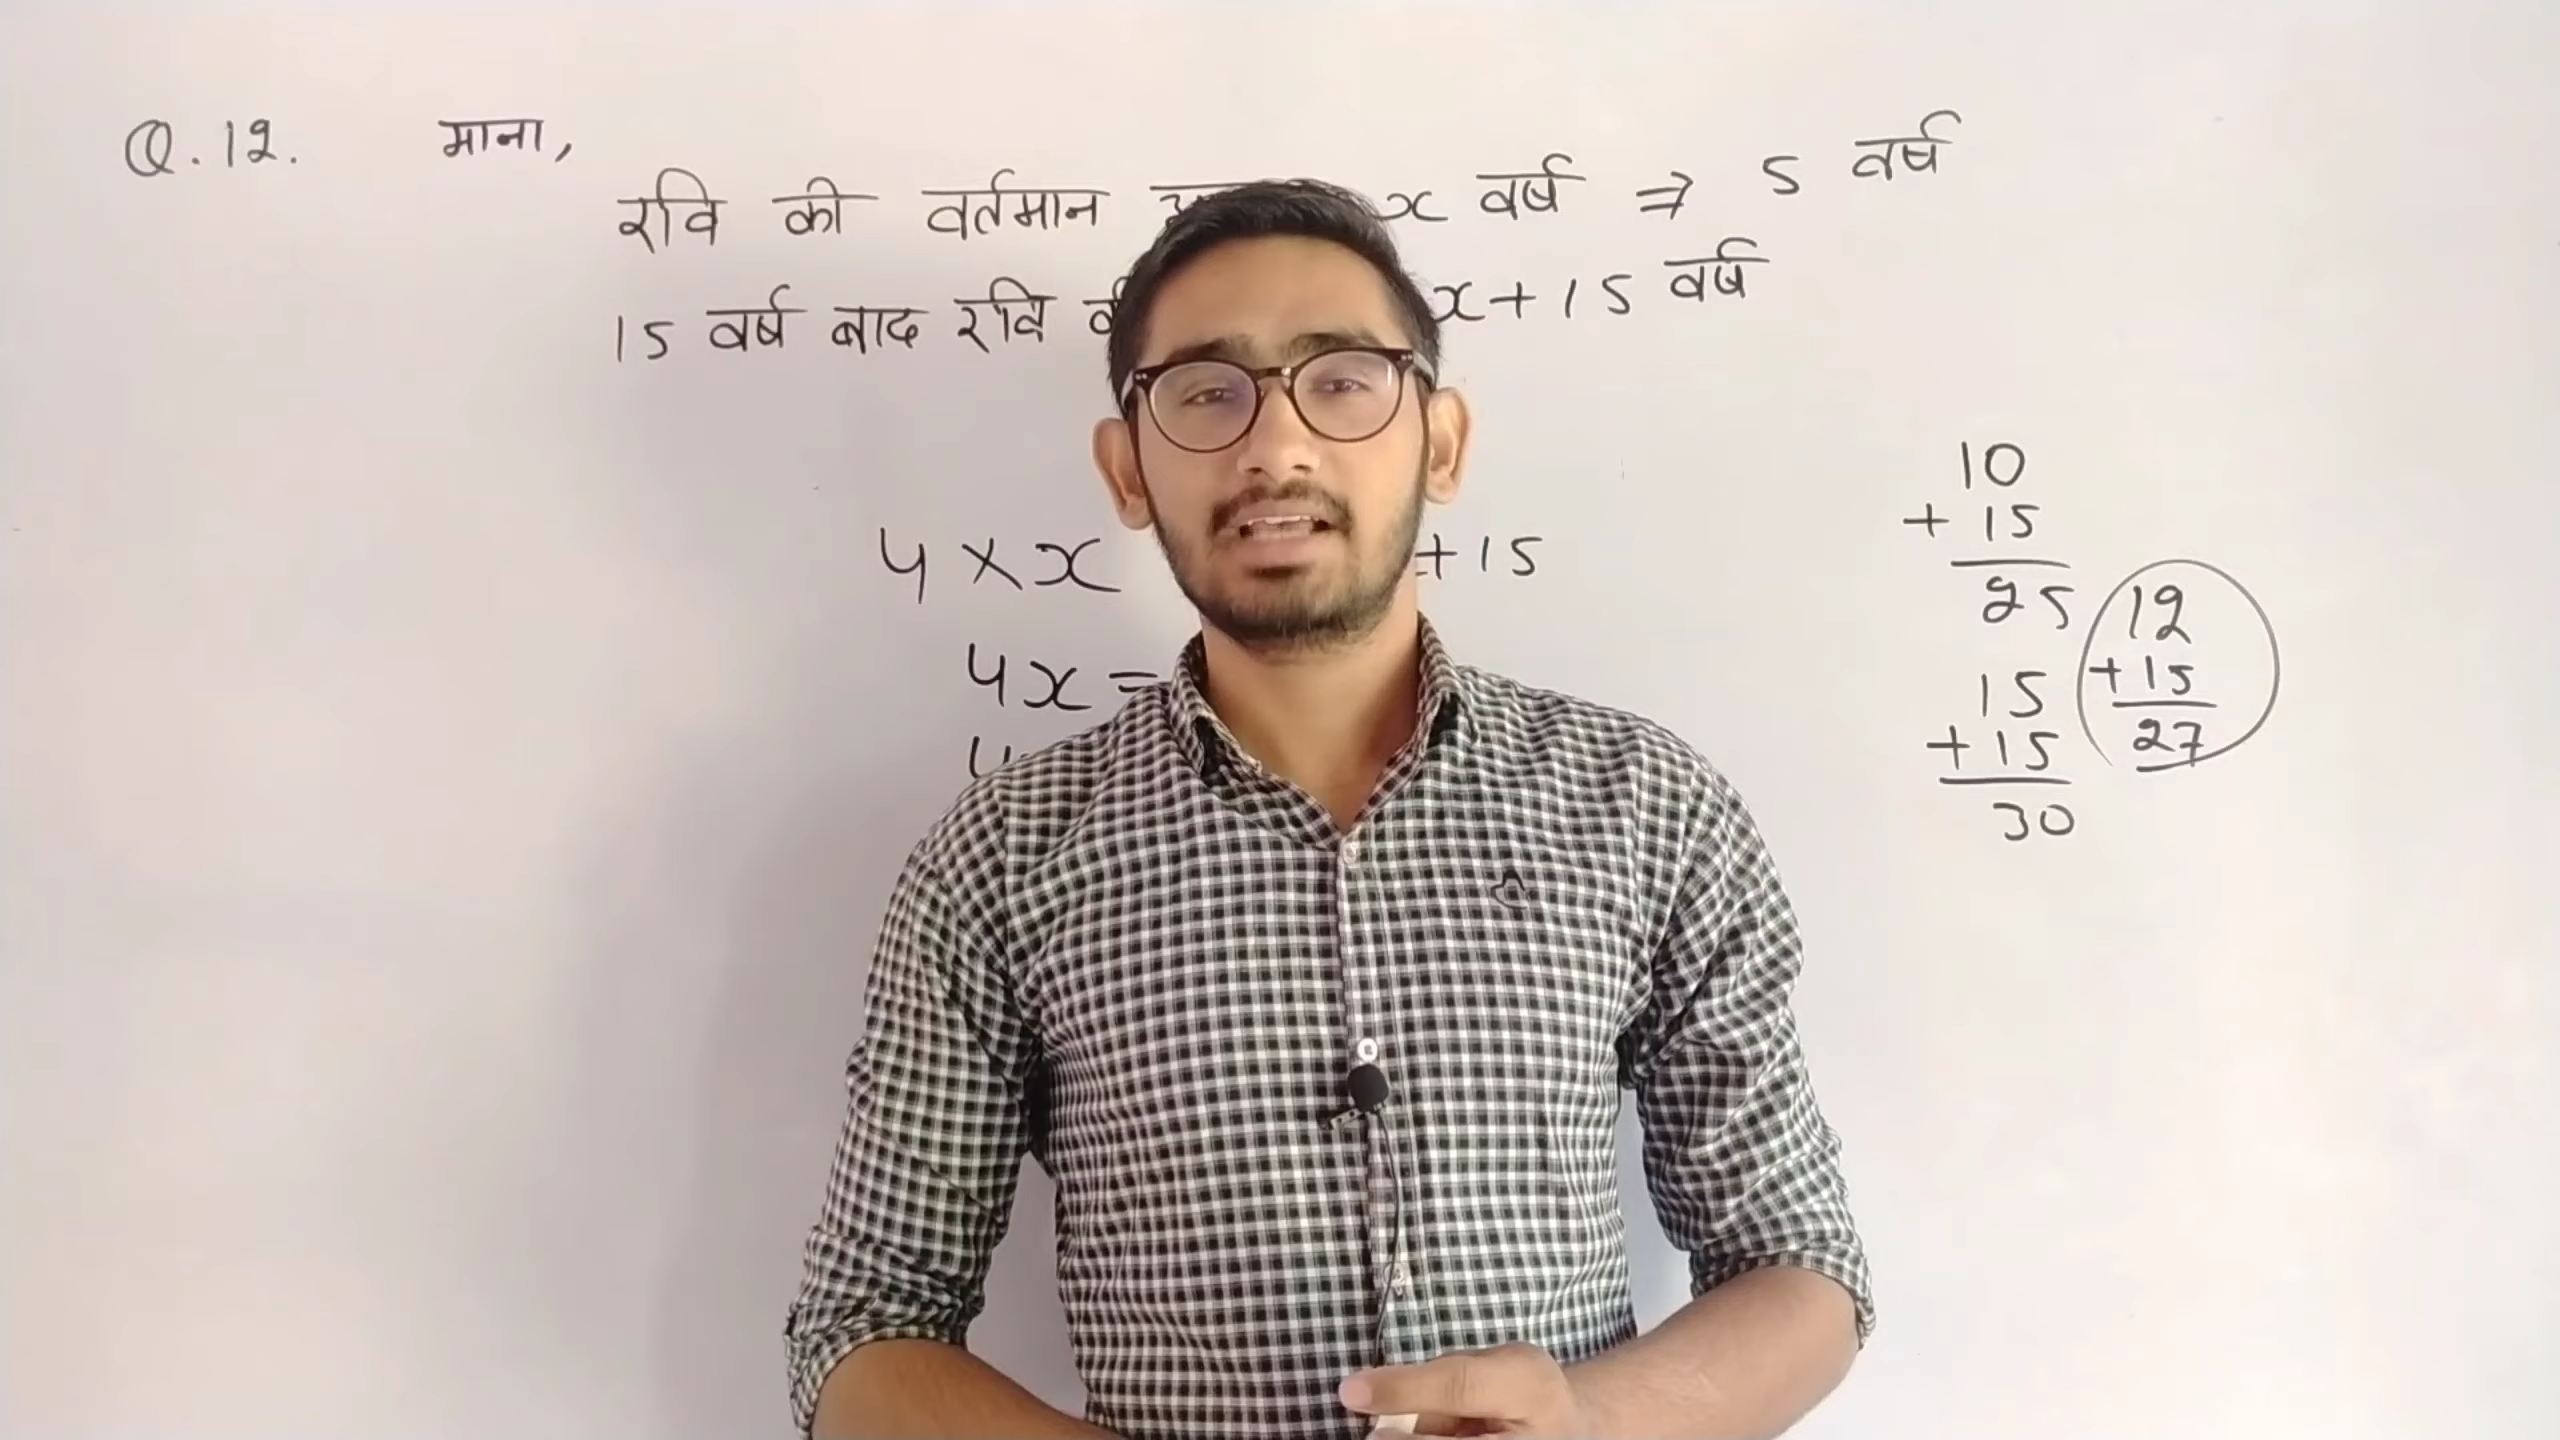 Q.12. माना,
रवि की वर्तमान x वर्ष ⇒ 5 वर्ष
15 वर्ष बाद रवि x+15 वर्ष
4 × x +15
4x =
4
10
+ 15
25
15
+ 15
30
12
+ 15
27